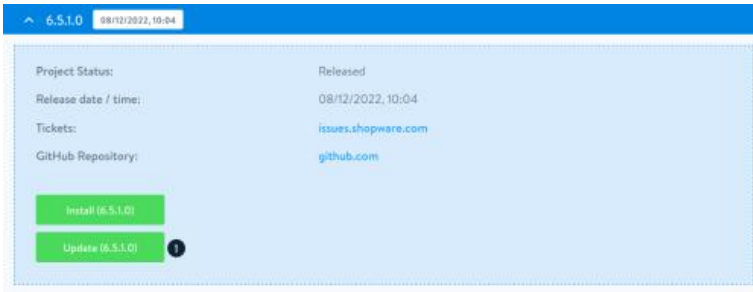 6.5.1.0 08/12/2022, 10:04
Project Status: Released
Release date / time: 08/12/2022, 10:04
Tickets: issues.shopware.com
GitHub Repository: github.com
Install (6.5.1.0)
Update (6.5.1.0) 1